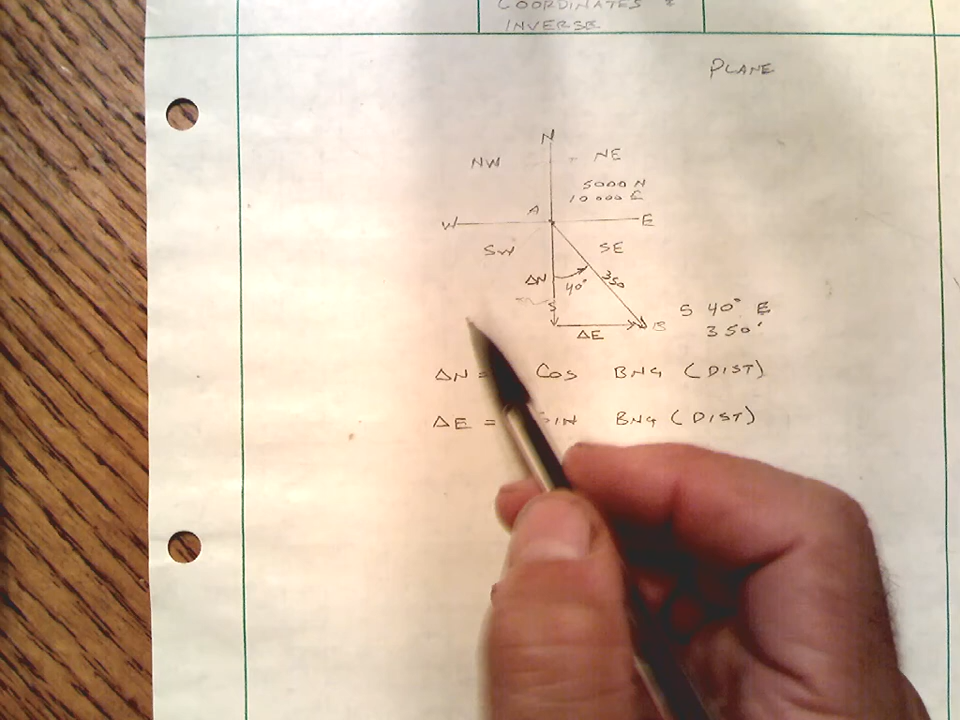 COORDINATES &
INVERSE
PLANE
N
NW NE
5000 N
10000 E
A
W E
SW SE
ΔN 40° 350
S
S 40° E
B
350'
ΔE
ΔN = COS BNG (DIST)
ΔE = SIN BNG (DIST)